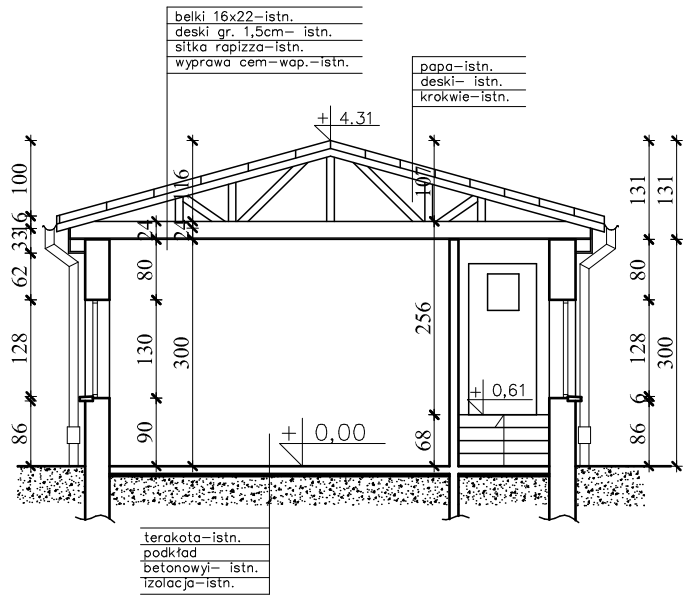 belki 16x22-istn.
deski gr. 1,5cm- istn.
sitka rapizza-istn.
wyprawa cem-wap.-istn.
papa-istn.
deski- istn.
krokwie-istn.
+ 4.31
100
16
33
62
128
86
16
24
24
80
130
90
300
107
256
68
+ 0,61
+ 0,00
131
131
80
128
6
86
300
terakota-istn.
podkład
betonowyi- istn.
izolacja-istn.